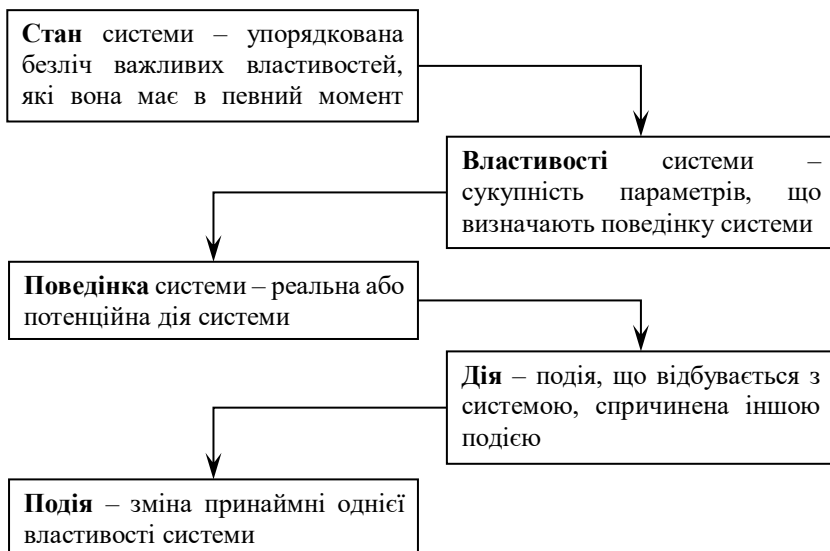 Стан системи – упорядкована
безліч важливих властивостей,
які вона має в певний момент
Властивості системи –
сукупність параметрів, що
визначають поведінку системи
Поведінка системи – реальна або
потенційна дія системи
Дія – подія, що відбувається з
системою, спричинена іншою
подією
Подія – зміна принаймні однієї
властивості системи